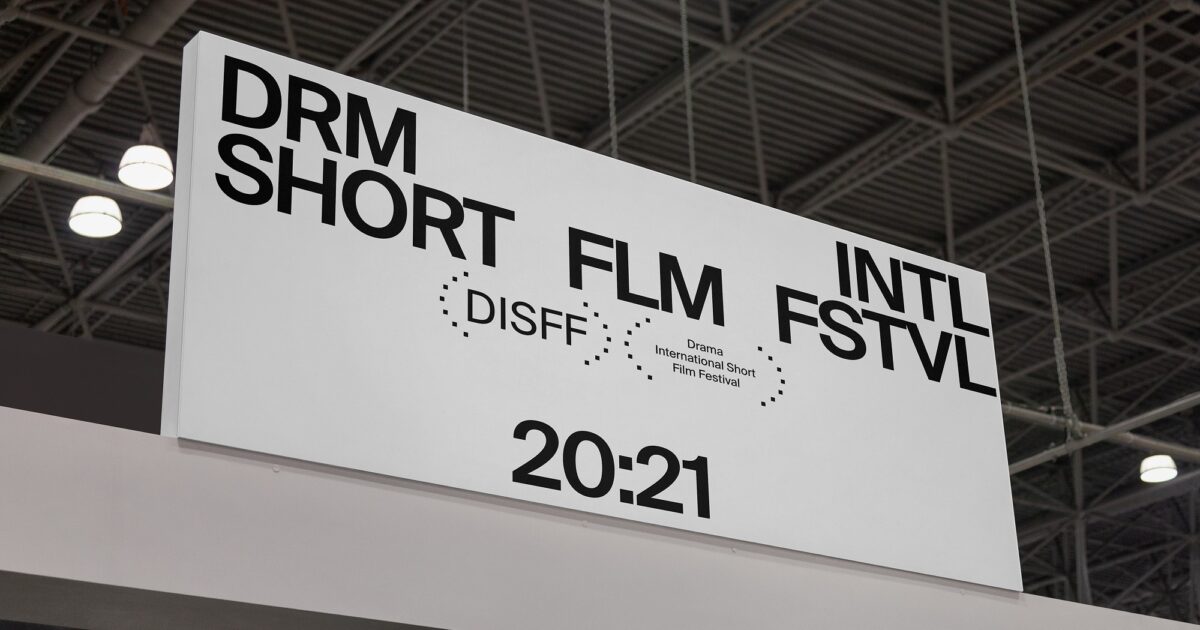 DRM
SHORT FLM INTL
FSTVL
DISFF
Drama
International Short
Film Festival
20:21